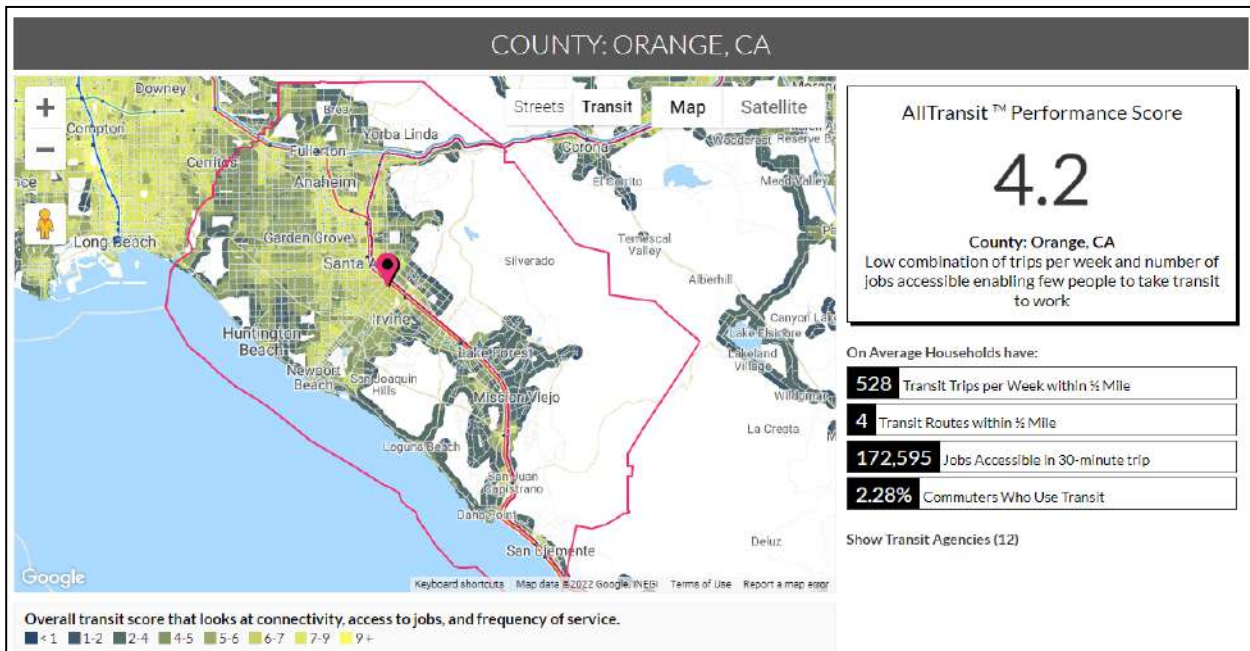 COUNTY: ORANGE, CA
Downey
Compton
Cerritos
Brea
Fullerton
Yorba Linda
Anaheim
Corona
Woodcrest
Reserve
El Cerrito
Mead Valley
Long Beach
Garden Grove
Santa A
Silverado
Temescal
Valley
Alberhill
Canyon Lake
Lake Elsinore
Lakeland
Village
Wildomar
Irvine
Huntington
Beach
Lake Forest
Newport
Beach
San Joaquin
Hills
Mission Viejo
Laguna Beach
La Cresta
San Juan
Capistrano
Dana Point
San Clemente
Deluz
+
−
Streets Transit Map Satellite
Google
Keyboard shortcuts Map data ©2022 Google, INEGI Terms of Use Report a map error
Overall transit score that looks at connectivity, access to jobs, and frequency of service.
< 1 1-2 2-4 4-5 5-6 6-7 7-9 9+
AllTransit ™ Performance Score
4.2
County: Orange, CA
Low combination of trips per week and number of
jobs accessible enabling few people to take transit
to work
On Average Households have:
528 Transit Trips per Week within ½ Mile
4 Transit Routes within ½ Mile
172,595 Jobs Accessible in 30-minute trip
2.28% Commuters Who Use Transit
Show Transit Agencies (12)